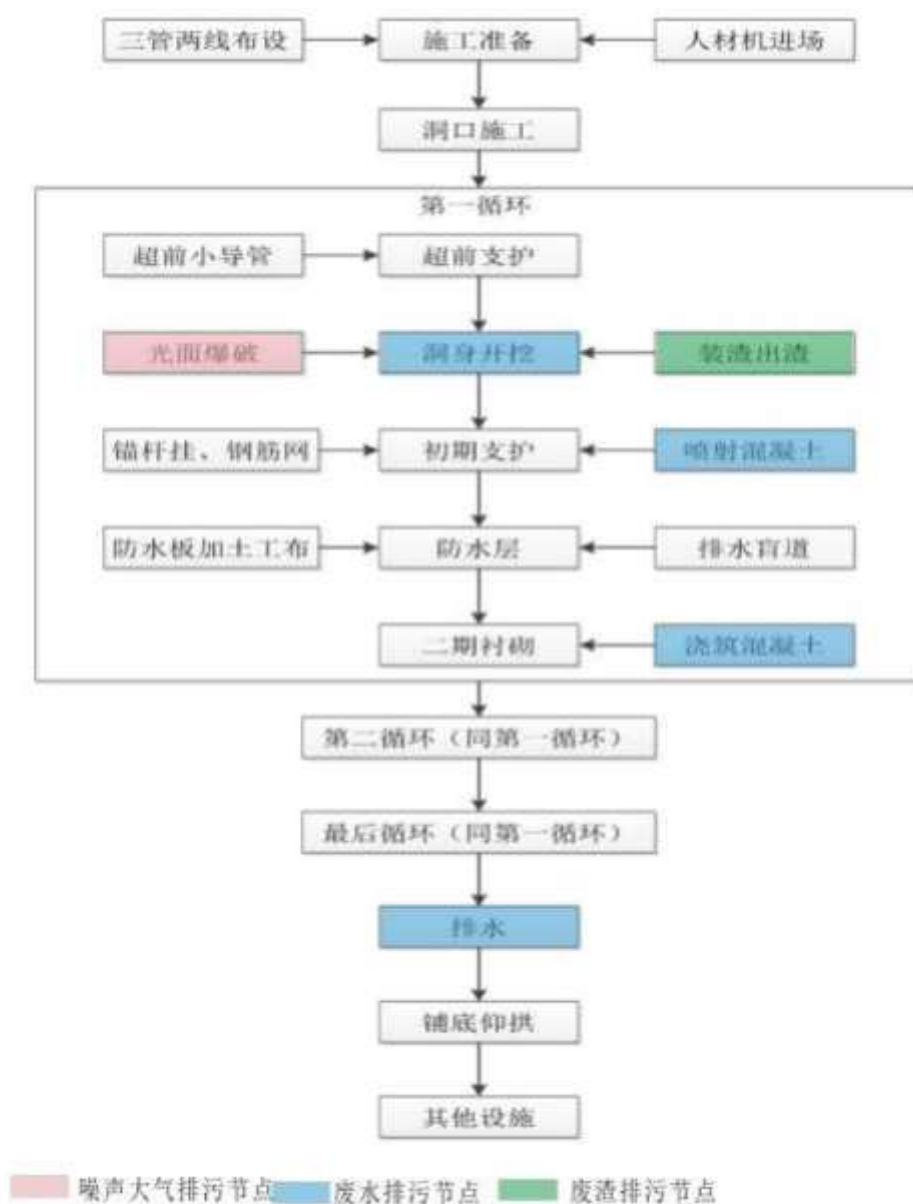 三管两线布设 施工准备 人材机进场
洞口施工
第一循环
超前小导管 超前支护
光面爆破 洞身开挖 装渣出渣
锚杆挂、钢筋网 初期支护 喷射混凝土
防水板加土工布 防水层 排水盲道
二期衬砌 浇筑混凝土
第二循环（同第一循环）
最后循环（同第一循环）
排水
铺底仰拱
其他设施
噪声大气排污节点 废水排污节点 废渣排污节点